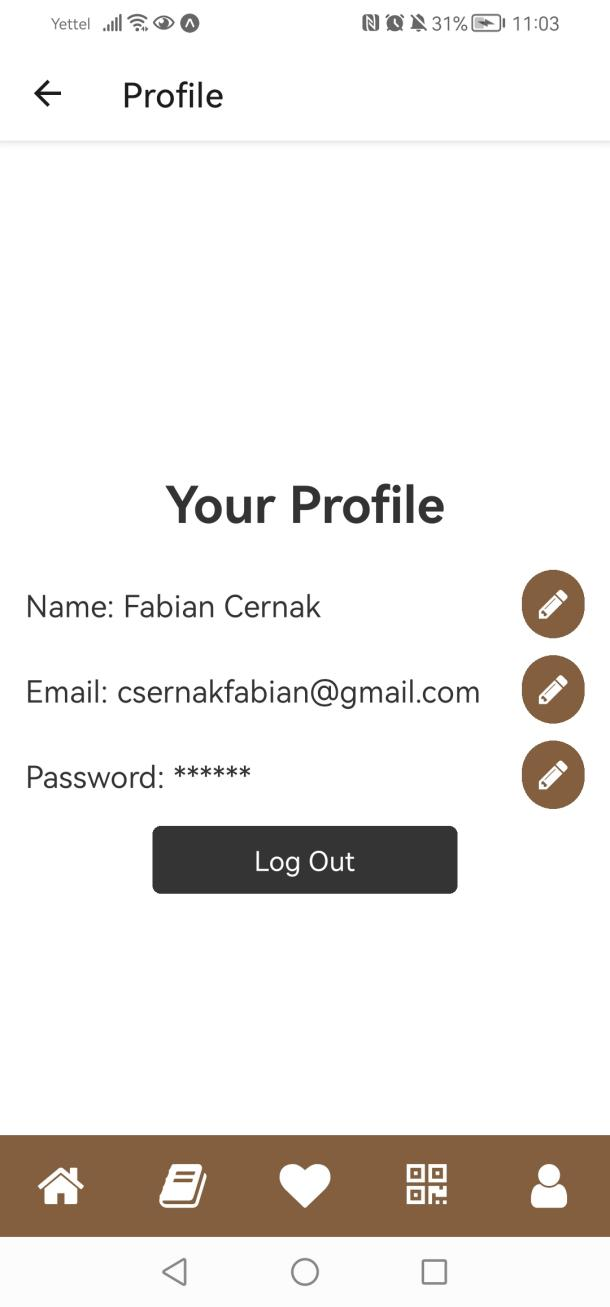 Yettel 31% 11:03
Profile
Your Profile
Name: Fabian Cernak
Email: csernakfabian@gmail.com
Password: ******
Log Out